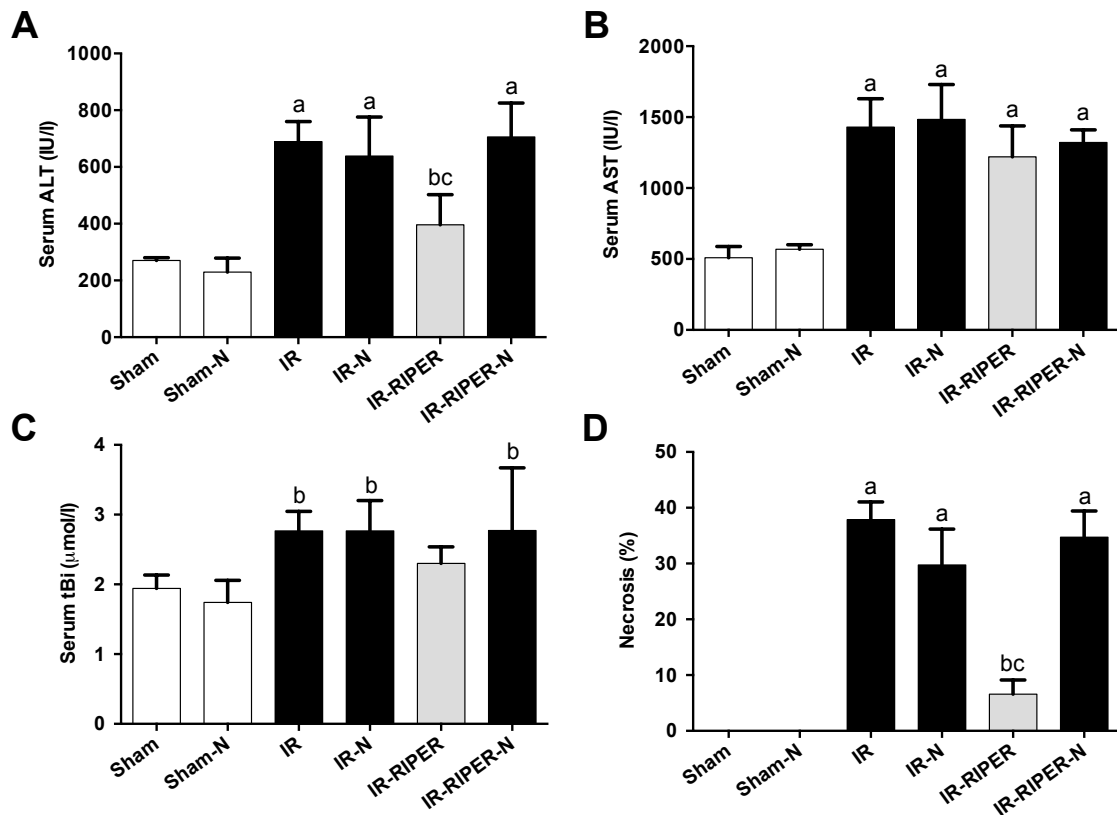 A
Serum ALT (IU/l)
1000
800
600
400
200
0
a
a
bc
a
Sham
Sham-N
IR
IR-N
IR-RIPER
IR-RIPER-N
B
Serum AST (IU/l)
2000
1500
1000
500
0
a
a
a
a
Sham
Sham-N
IR
IR-N
IR-RIPER
IR-RIPER-N
C
Serum tBi (μmol/l)
4
3
2
1
0
b
b
b
Sham
Sham-N
IR
IR-N
IR-RIPER
IR-RIPER-N
D
Necrosis (%)
50
40
30
20
10
0
a
a
bc
a
Sham
Sham-N
IR
IR-N
IR-RIPER
IR-RIPER-N